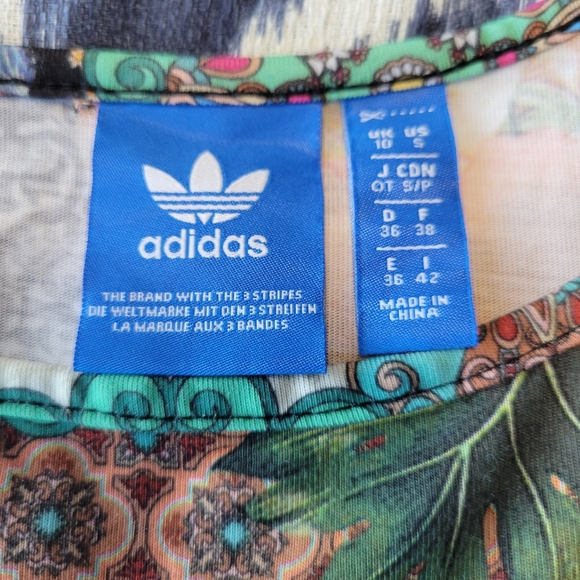 adidas
THE BRAND WITH THE 3 STRIPES
DIE WELTMARKE MIT DEN 3 STREIFEN
LA MARQUE AUX 3 BANDES
UK US
10 S
J CDN
OT S/P
D F
36 38
E I
36 42
MADE IN
CHINA